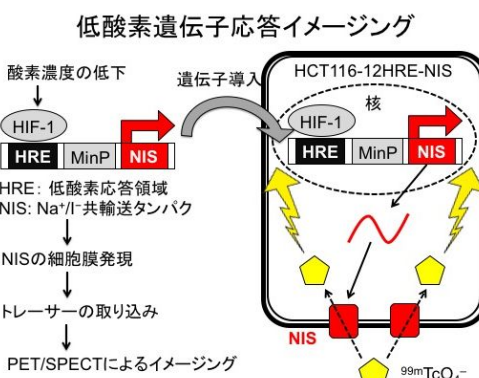 低酸素遺伝子応答イメージング
酸素濃度の低下
HIF-1
HRE MinP NIS
HRE: 低酸素応答領域
NIS: Na⁺/I⁻共輸送タンパク
NISの細胞膜発現
トレーサーの取り込み
PET/SPECTによるイメージング
遺伝子導入
HCT116-12HRE-NIS
核
HIF-1
HRE MinP NIS
NIS
⁹⁹ᵐTcO₄⁻